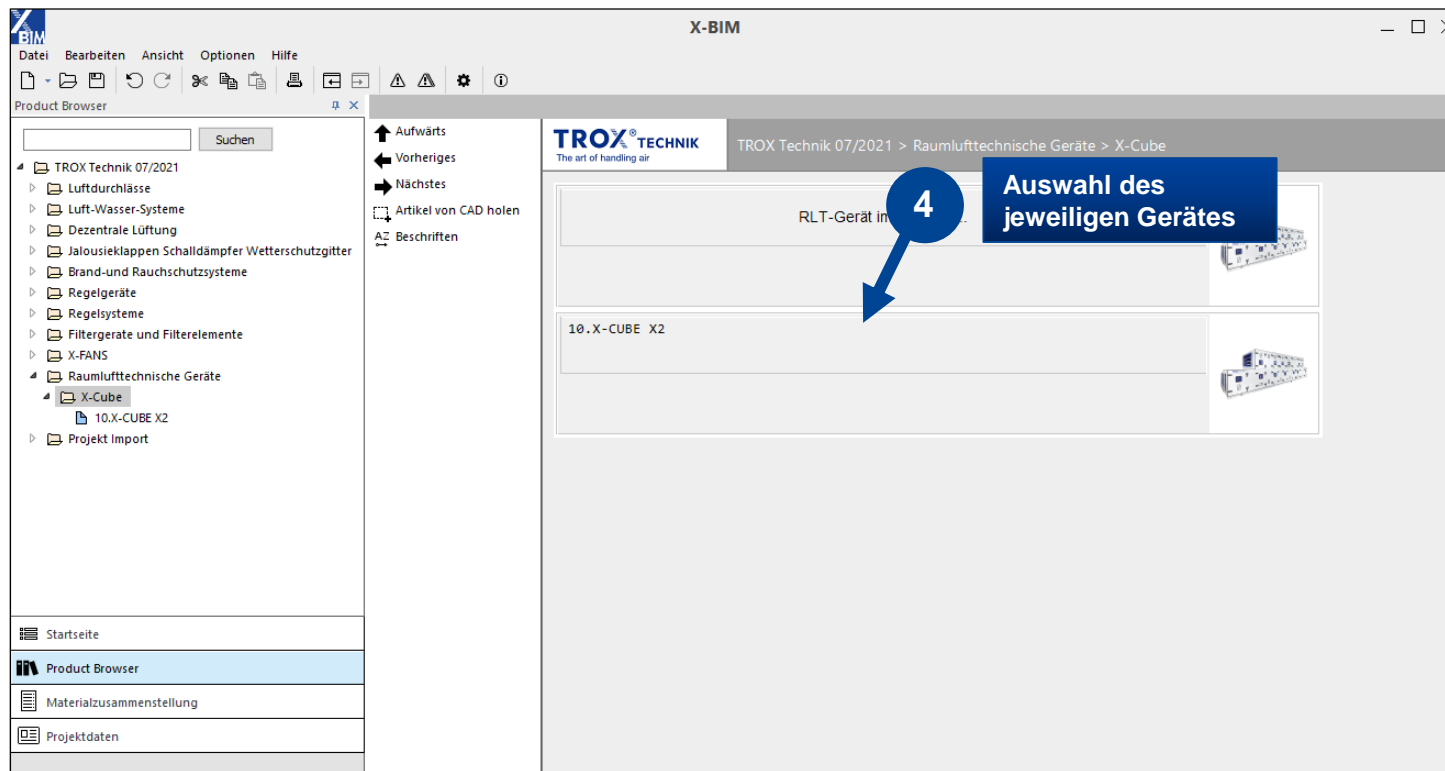 X-BIM
X
BIM
Datei Bearbeiten Ansicht Optionen Hilfe
Product Browser
Suchen
TROX Technik 07/2021
Luftdurchlässe
Luft-Wasser-Systeme
Dezentrale Lüftung
Jalousieklappen Schalldämpfer Wetterschutzgitter
Brand-und Rauchschutzsysteme
Regelgeräte
Regelsysteme
Filtergerate und Filterelemente
X-FANS
Raumlufttechnische Geräte
X-Cube
10.X-CUBE X2
Projekt Import
Startseite
Product Browser
Materialzusammenstellung
Projektdaten
Aufwärts
Vorheriges
Nächstes
Artikel von CAD holen
AZ Beschriften
TROX® TECHNIK
The art of handling air
TROX Technik 07/2021 > Raumlufttechnische Geräte > X-Cube
RLT-Gerät
4
Auswahl des
jeweiligen Gerätes
10.X-CUBE X2